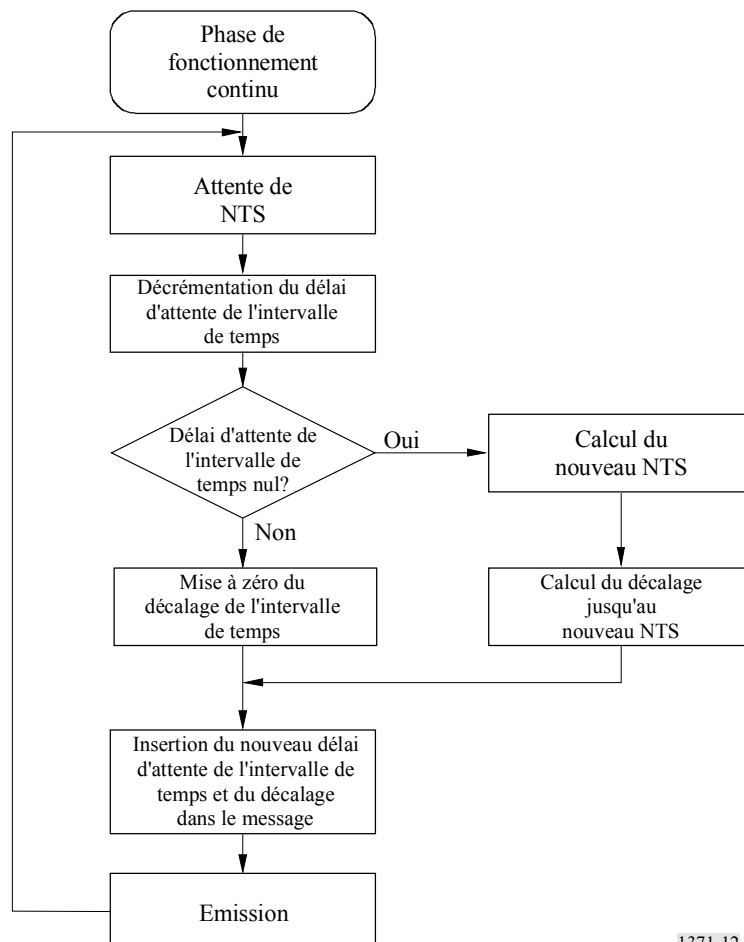 Phase de
fonctionnement
continu
Attente de
NTS
Décrémentation du délai
d'attente de l'intervalle
de temps
Délai d'attente de
l'intervalle de
temps nul?
Oui
Calcul du
nouveau NTS
Non
Mise à zéro du
décalage de l'intervalle
de temps
Calcul du décalage
jusqu'au
nouveau NTS
Insertion du nouveau délai
d'attente de l'intervalle de
temps et du décalage
dans le message
Emission
1371-12